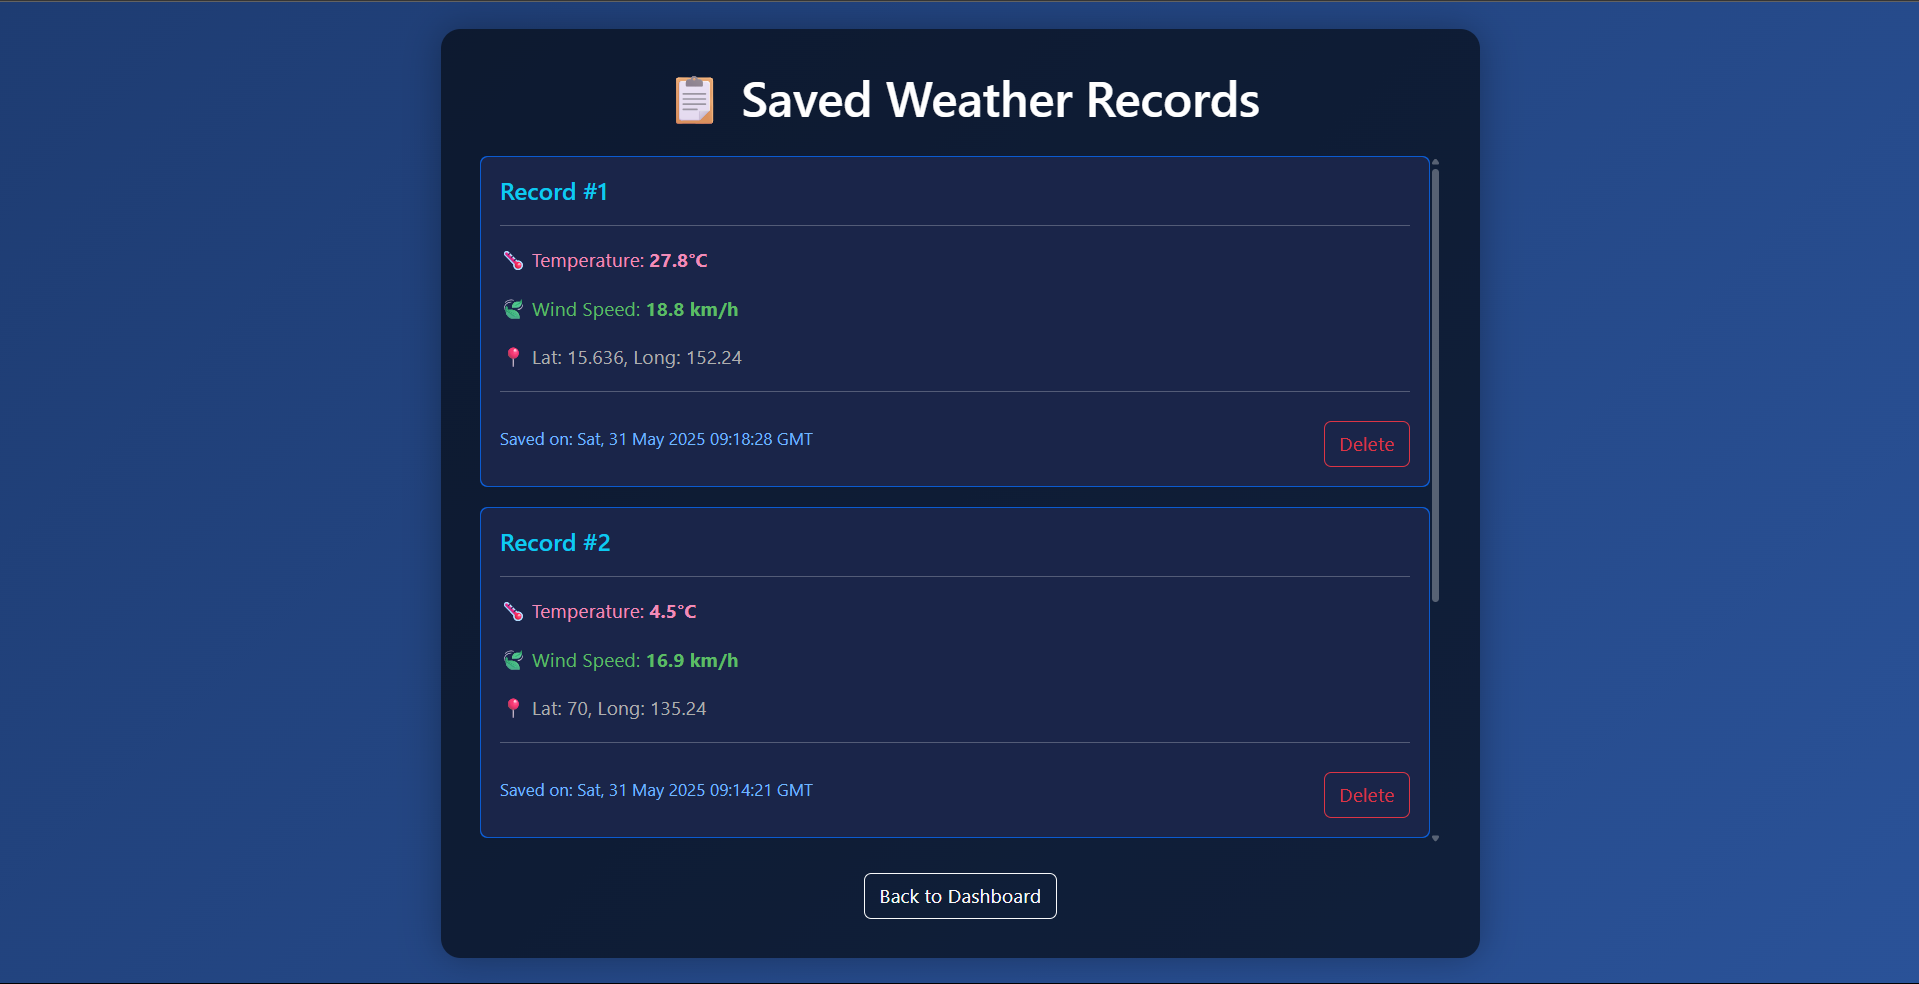 Saved Weather Records
Record #1
Temperature: 27.8°C
Wind Speed: 18.8 km/h
Lat: 15.636, Long: 152.24
Saved on: Sat, 31 May 2025 09:18:28 GMT
Delete
Record #2
Temperature: 4.5°C
Wind Speed: 16.9 km/h
Lat: 70, Long: 135.24
Saved on: Sat, 31 May 2025 09:14:21 GMT
Delete
Back to Dashboard